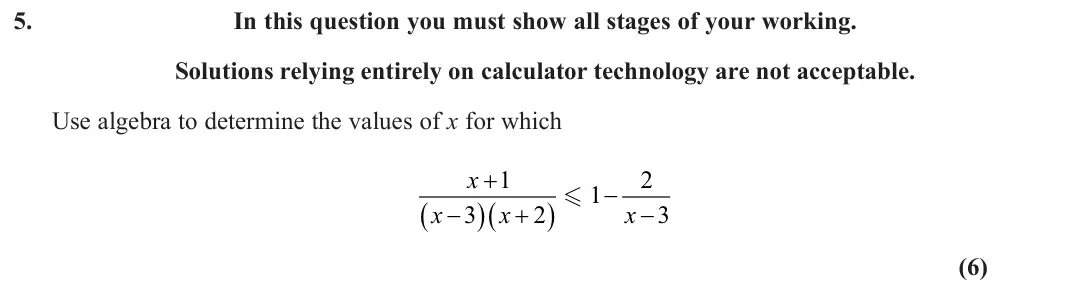 5. In this question you must show all stages of your working.
Solutions relying entirely on calculator technology are not acceptable.
Use algebra to determine the values of x for which
(x+1)/((x−3)(x+2)) ⩽ 1 − 2/(x−3)
(6)